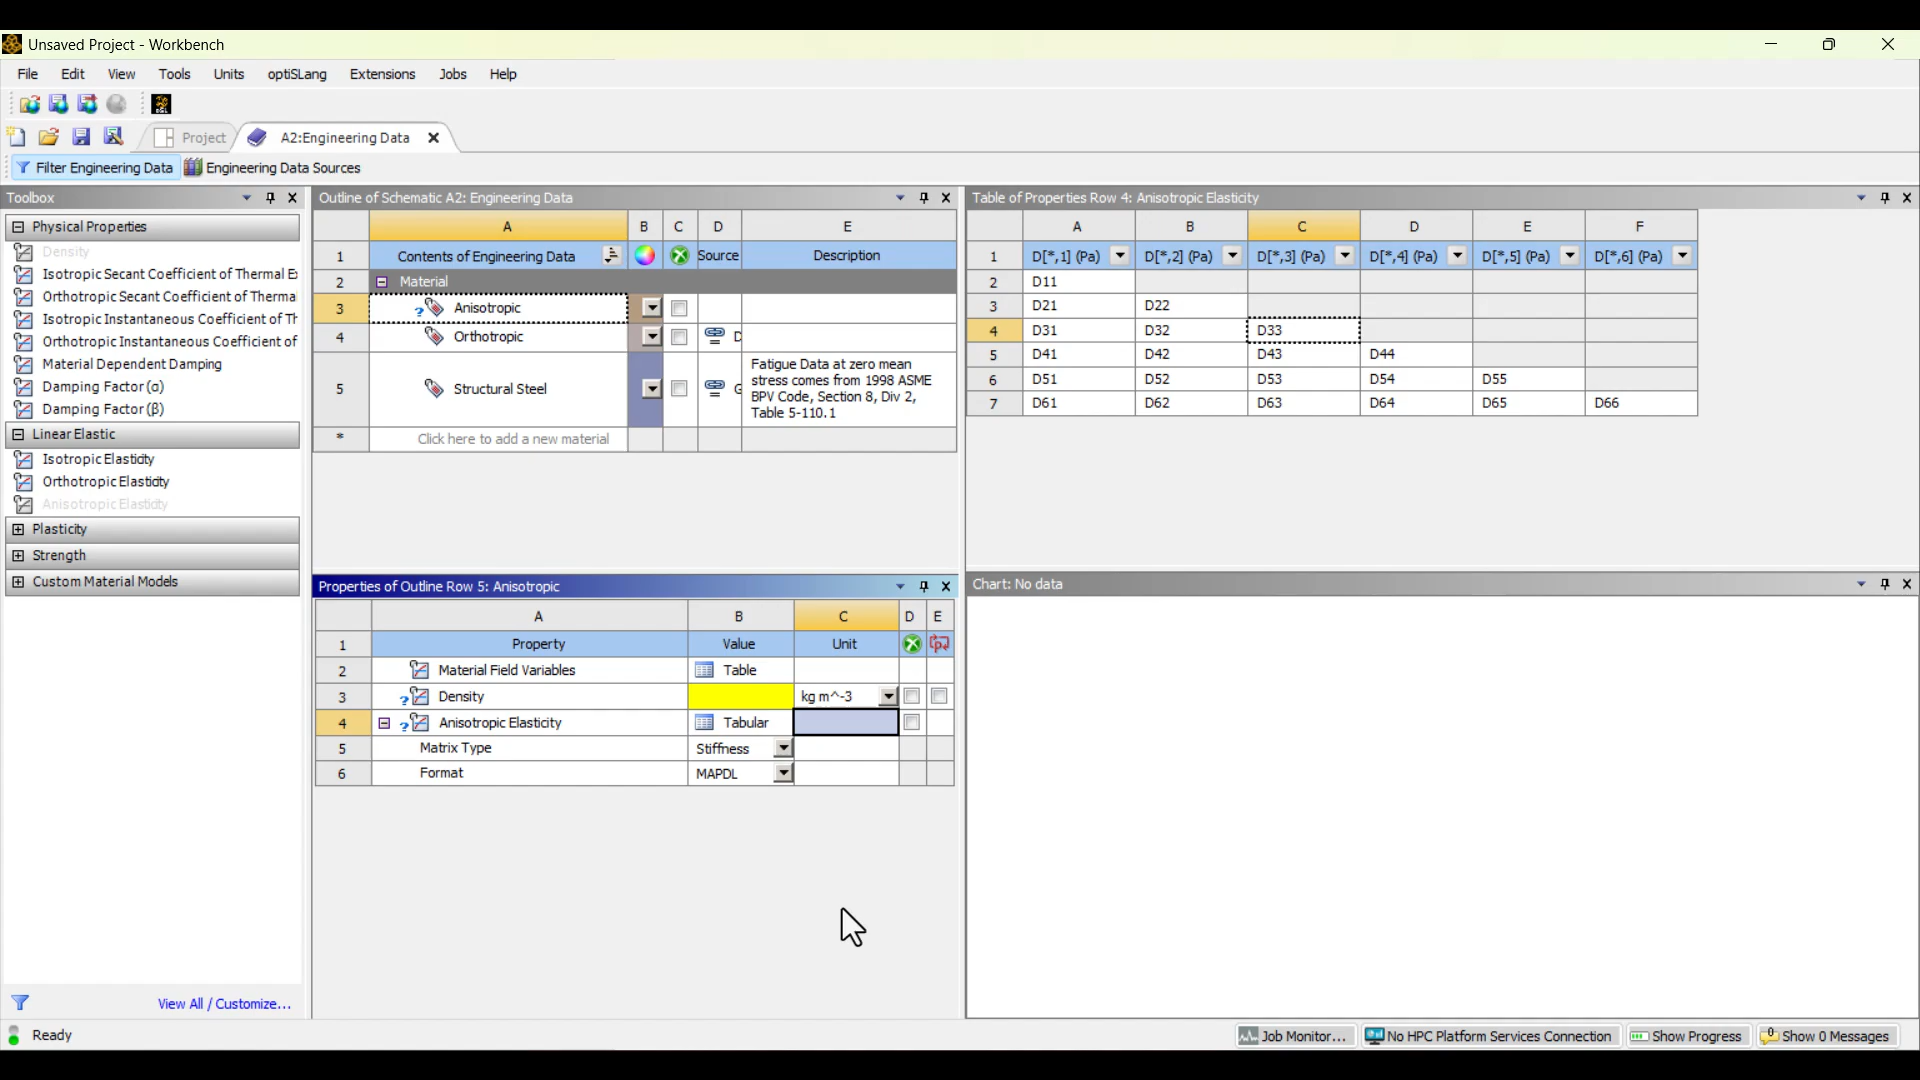 Unsaved Project - Workbench
File Edit View Tools Units optiSLang Extensions Jobs Help
Project A2:Engineering Data
Filter Engineering Data Engineering Data Sources
Toolbox
Physical Properties
Density
Isotropic Secant Coefficient of Thermal E
Orthotropic Secant Coefficient of Therma
Isotropic Instantaneous Coefficient of Th
Orthotropic Instantaneous Coefficient of
Material Dependent Damping
Damping Factor (α)
Damping Factor (β)
Linear Elastic
Isotropic Elasticity
Orthotropic Elasticity
Anisotropic Elasticity
Plasticity
Strength
Custom Material Models
View All / Customize...
Outline of Schematic A2: Engineering Data
A B C D E
1 Contents of Engineering Data Source Description
2 Material
3 ? Anisotropic
4 Orthotropic D
5 Structural Steel G
Fatigue Data at zero mean
stress comes from 1998 ASME
BPV Code, Section 8, Div 2,
Table 5-110.1
* Click here to add a new material
Properties of Outline Row 5: Anisotropic
A B C D E
1 Property Value Unit
2 Material Field Variables Table
3 ? Density kg m^-3
4 ? Anisotropic Elasticity Tabular
5 Matrix Type Stiffness
6 Format MAPDL
Table of Properties Row 4: Anisotropic Elasticity
A B C D E F
1 D[*,1] (Pa) D[*,2] (Pa) D[*,3] (Pa) D[*,4] (Pa) D[*,5] (Pa) D[*,6] (Pa)
2 D11
3 D21 D22
4 D31 D32 D33
5 D41 D42 D43 D44
6 D51 D52 D53 D54 D55
7 D61 D62 D63 D64 D65 D66
Chart: No data
Ready
Job Monitor... No HPC Platform Services Connection Show Progress 0 Show 0 Messages